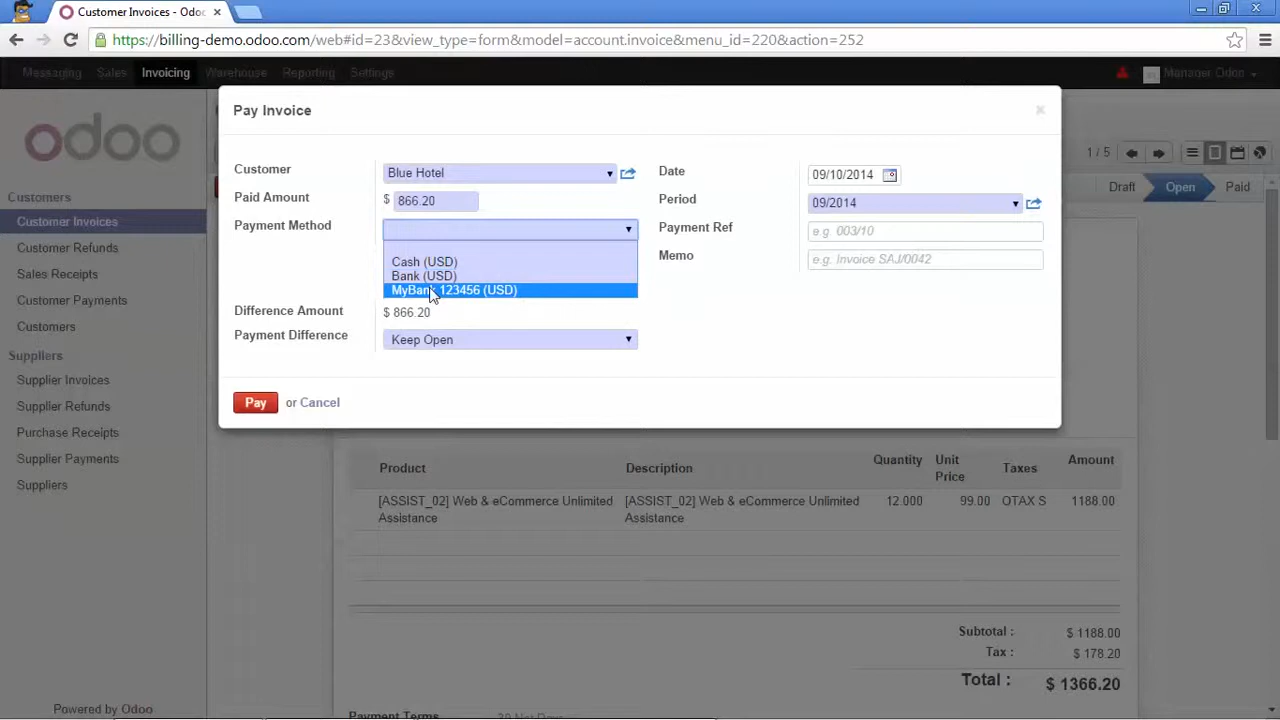 Customer Invoices - Odo
https://billing-demo.odoo.com/web#id=23&view_type=form&model=account.invoice&menu_id=220&action=252
Messaging Sales Invoicing Warehouse Reporting Settings Manager Odoo
odoo
Customers
Customer Invoices
Customer Refunds
Sales Receipts
Customer Payments
Customers
Suppliers
Supplier Invoices
Supplier Refunds
Purchase Receipts
Supplier Payments
Suppliers
Powered by Odoo
1 / 5
Draft Open Paid
Pay Invoice
Customer Blue Hotel
Paid Amount $ 866.20
Payment Method
Cash (USD)
Bank (USD)
MyBank 123456 (USD)
Difference Amount $ 866.20
Payment Difference Keep Open
Date 09/10/2014
Period 09/2014
Payment Ref e.g. 003/10
Memo e.g. Invoice SAJ/0042
Pay or Cancel
Product Description Quantity Unit Price Taxes Amount
[ASSIST_02] Web & eCommerce Unlimited Assistance [ASSIST_02] Web & eCommerce Unlimited Assistance 12.000 99.00 OTAX S 1188.00
Subtotal : $ 1188.00
Tax : $ 178.20
Total : $ 1366.20
Payment Terms 30 Net Days